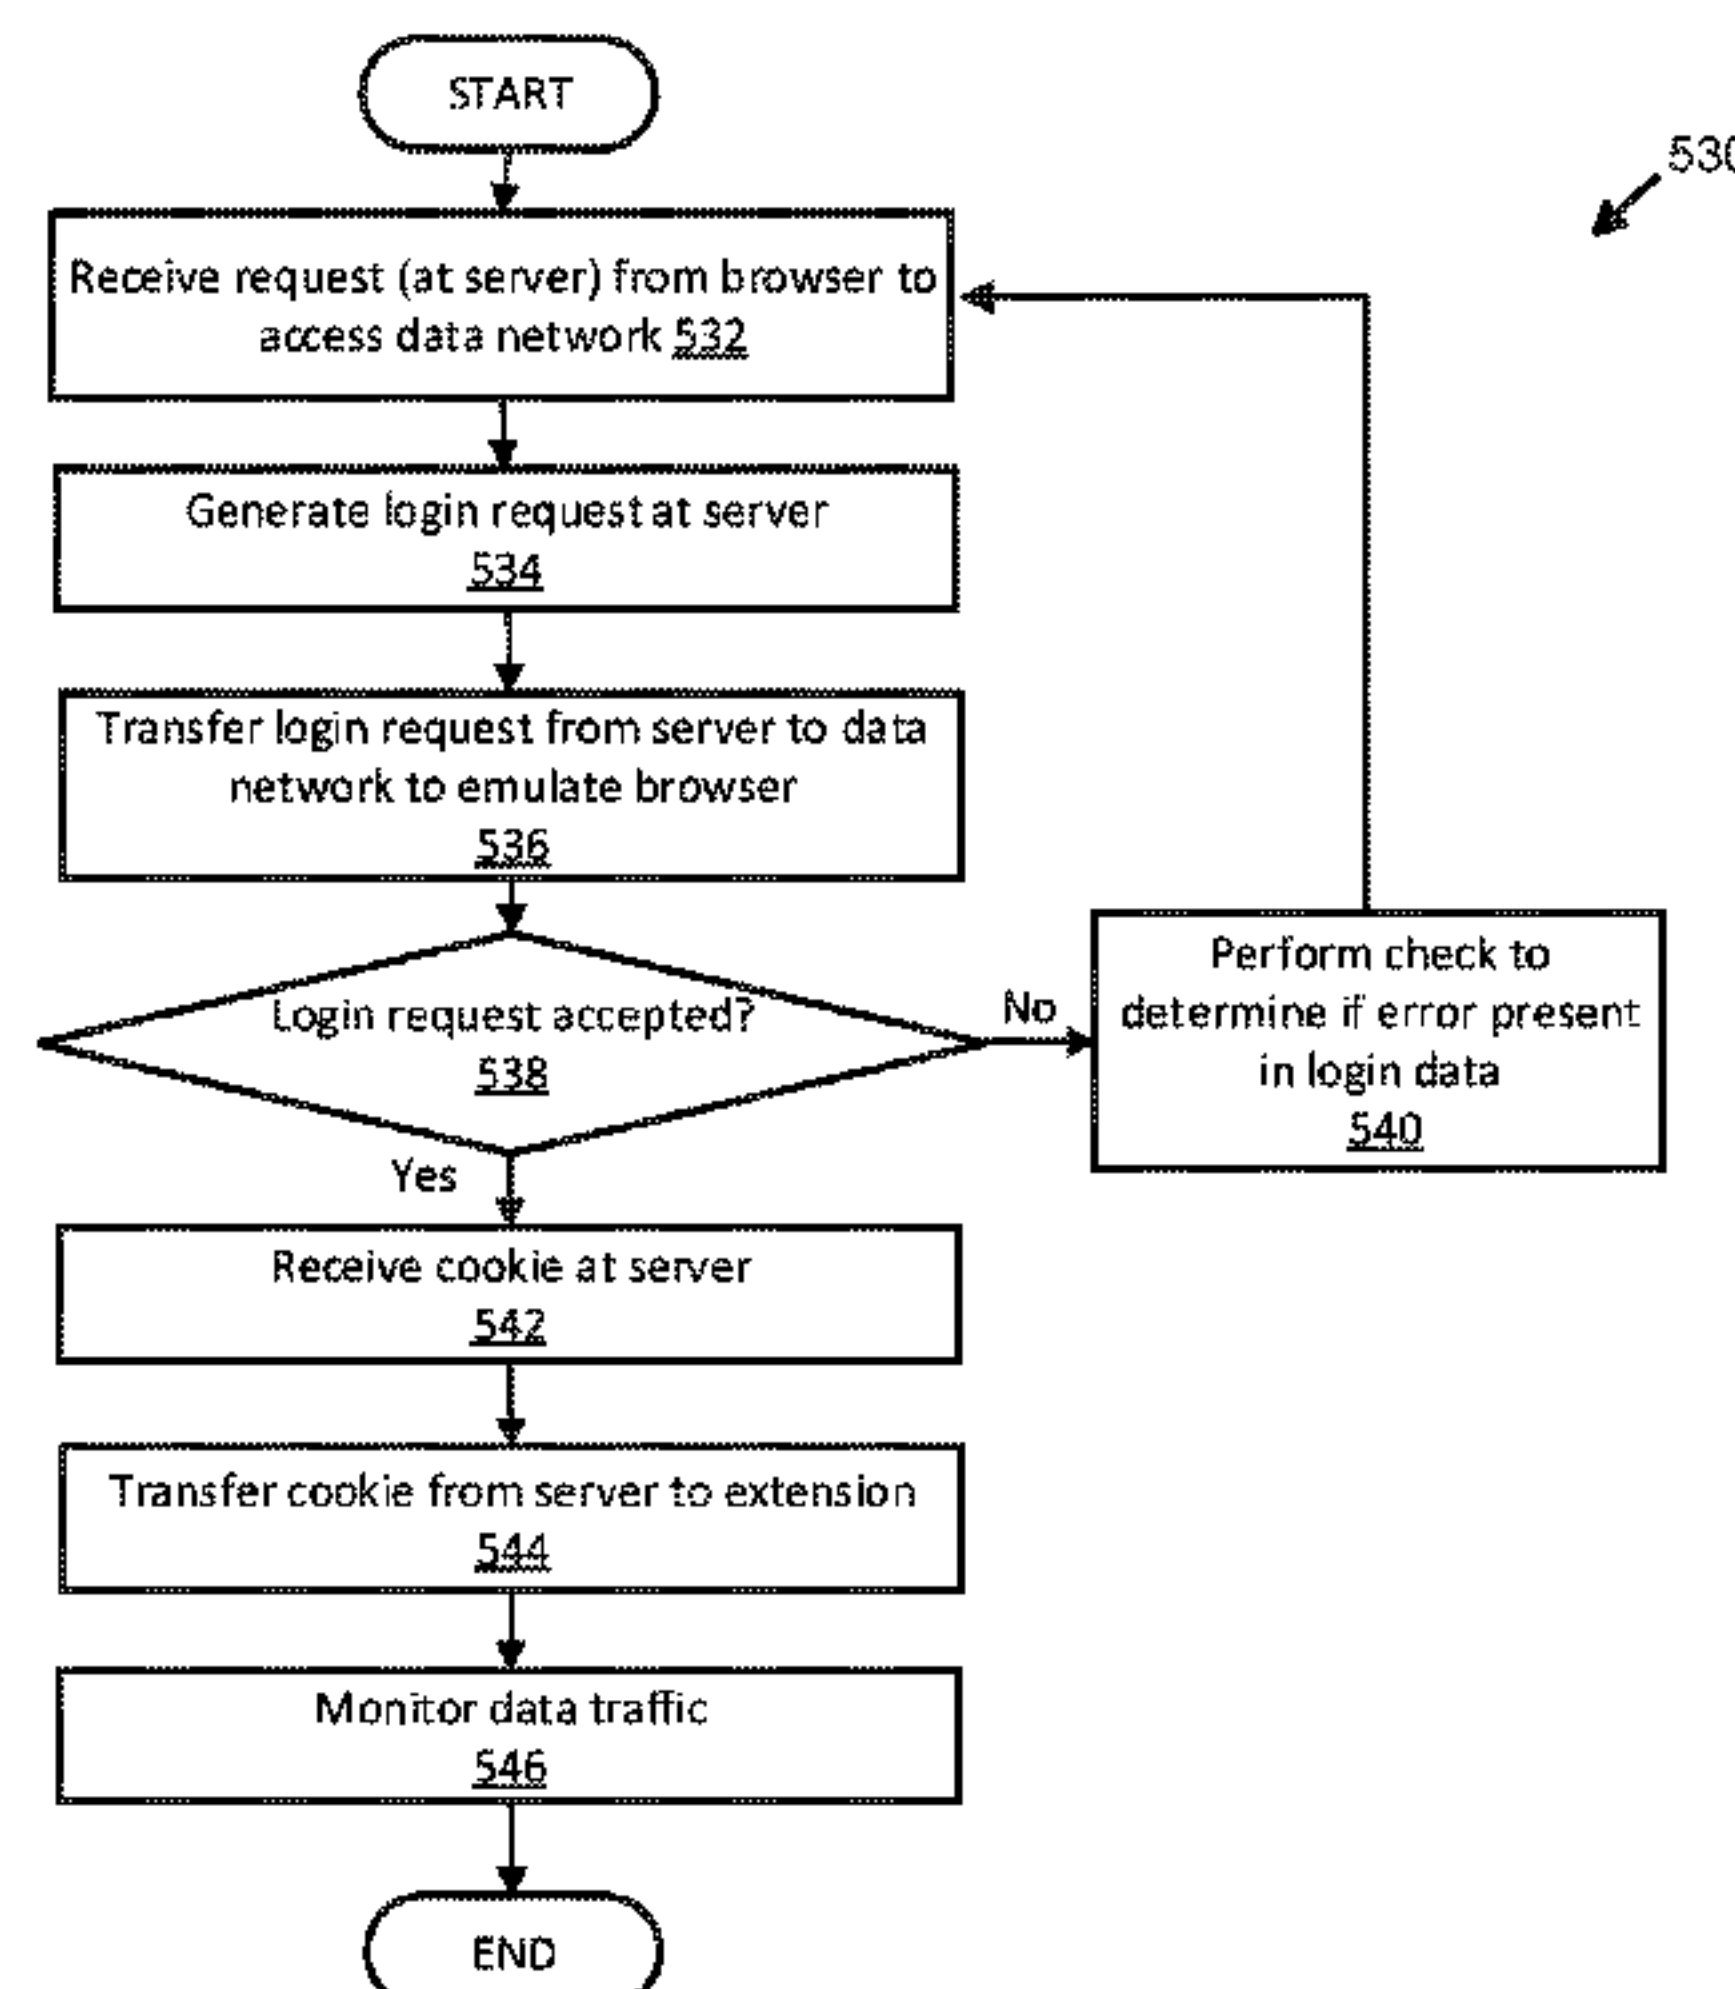 START
530
Receive request (at server) from browser to
access data network 532
Generate login request at server
534
Transfer login request from server to data
network to emulate browser
536
Login request accepted?
538
No
Perform check to
determine if error present
in login data
540
Yes
Receive cookie at server
542
Transfer cookie from server to extension
544
Monitor data traffic
546
END